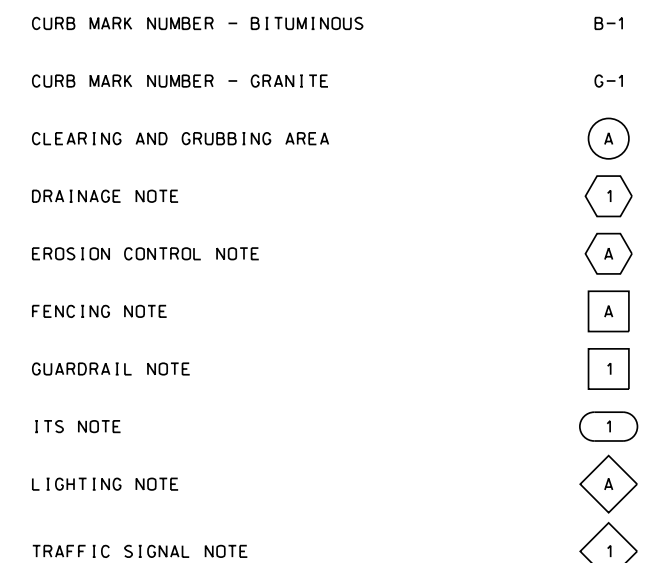 CURB MARK NUMBER - BITUMINOUS B-1
CURB MARK NUMBER - GRANITE G-1
CLEARING AND GRUBBING AREA A
DRAINAGE NOTE 1
EROSION CONTROL NOTE A
FENCING NOTE A
GUARDRAIL NOTE 1
ITS NOTE 1
LIGHTING NOTE A
TRAFFIC SIGNAL NOTE 1